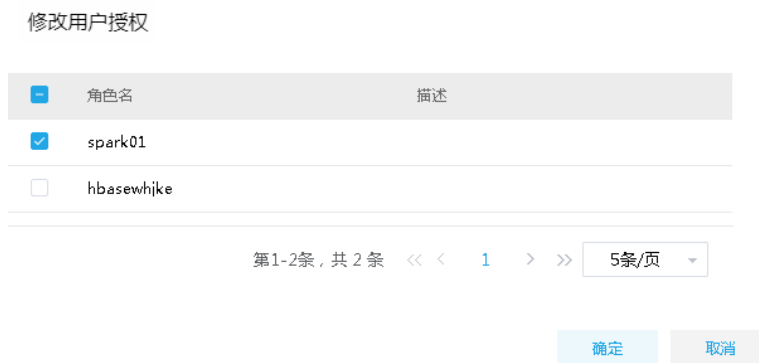 修改用户授权
角色名 描述
spark01
hbasewhjke
第1-2条，共 2 条 << < 1 > >> 5条/页
确定 取消